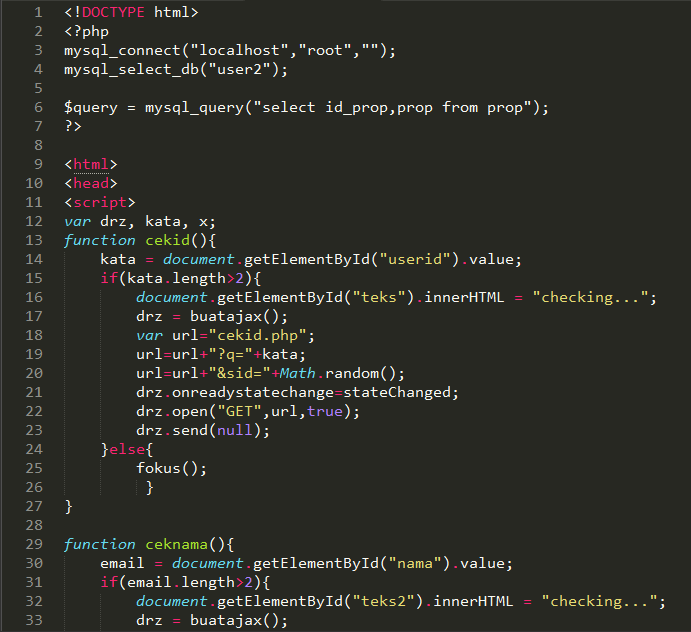 1 <!DOCTYPE html>
2 <?php
3 mysql_connect("localhost","root","");
4 mysql_select_db("user2");
5
6 $query = mysql_query("select id_prop,prop from prop");
7 ?>
8
9 <html>
10 <head>
11 <script>
12 var drz, kata, x;
13 function cekid(){
14     kata = document.getElementById("userid").value;
15     if(kata.length>2){
16         document.getElementById("teks").innerHTML = "checking...";
17         drz = buatajax();
18         var url="cekid.php";
19         url=url+"?q="+kata;
20         url=url+"&sid="+Math.random();
21         drz.onreadystatechange=stateChanged;
22         drz.open("GET",url,true);
23         drz.send(null);
24     }else{
25         fokus();
26          }
27 }
28
29 function ceknama(){
30     email = document.getElementById("nama").value;
31     if(email.length>2){
32         document.getElementById("teks2").innerHTML = "checking...";
33         drz = buatajax();